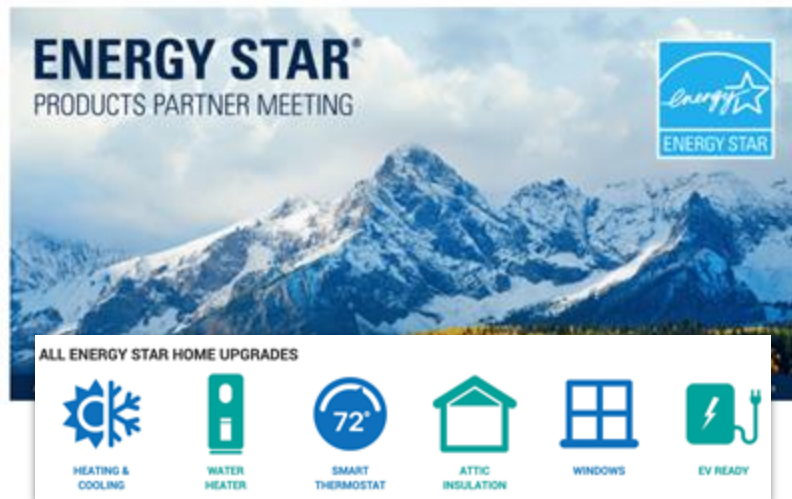 ENERGY STAR®
PRODUCTS PARTNER MEETING
energy
ENERGY STAR
ALL ENERGY STAR HOME UPGRADES
72°
HEATING &
COOLING
WATER
HEATER
SMART
THERMOSTAT
ATTIC
INSULATION
WINDOWS
EV READY